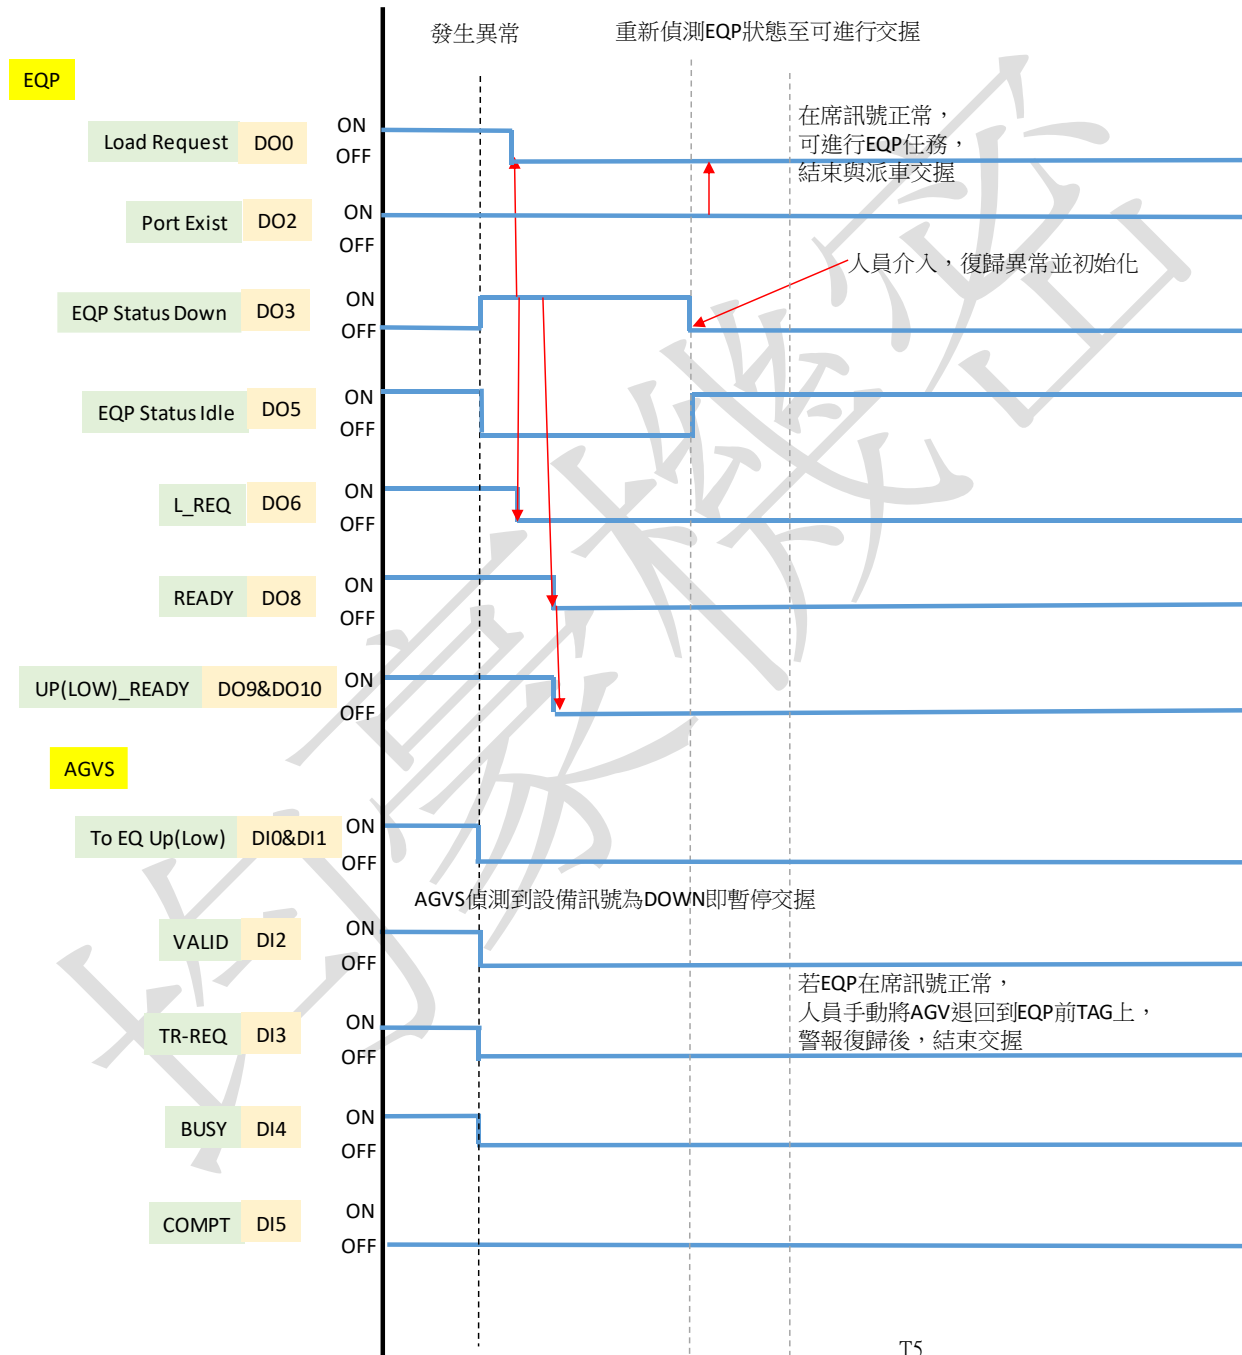 發生異常
重新偵測EQP狀態至可進行交握
EQP
Load Request DO0 ON OFF
在席訊號正常，
可進行EQP任務，
結束與派車交握
Port Exist DO2 ON OFF
人員介入，復歸異常並初始化
EQP Status Down DO3 ON OFF
EQP Status Idle DO5 ON OFF
L_REQ DO6 ON OFF
READY DO8 ON OFF
UP(LOW)_READY DO9&DO10 ON OFF
AGVS
To EQ Up(Low) DI0&DI1 ON OFF
AGVS偵測到設備訊號為DOWN即暫停交握
VALID DI2 ON OFF
若EQP在席訊號正常，
人員手動將AGV退回到EQP前TAG上，
警報復歸後，結束交握
TR-REQ DI3 ON OFF
BUSY DI4 ON OFF
COMPT DI5 ON OFF
T5
均豪機密